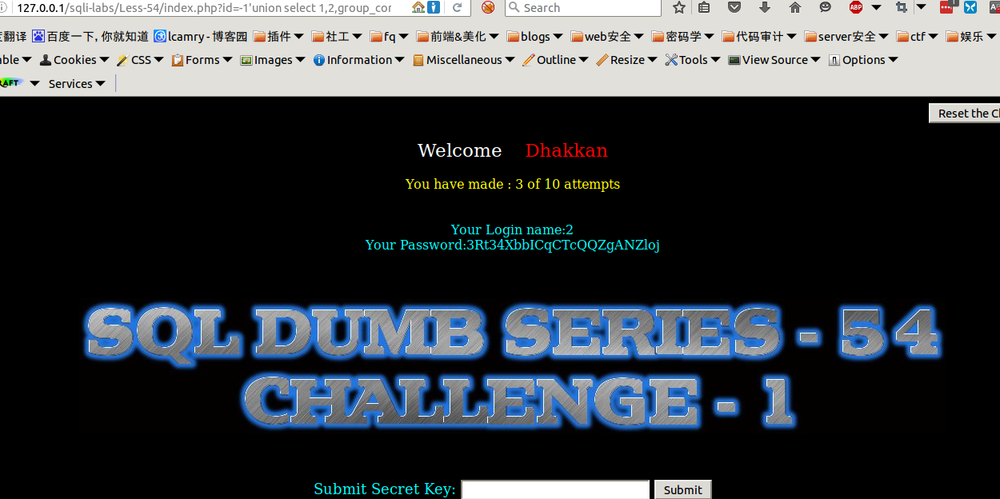 127.0.0.1/sqli-labs/Less-54/index.php?id=-1'union select 1,2,group_cor Search ABP
翻译 百度一下, 你就知道 lcamry - 博客园 插件 社工 fq 前端&美化 blogs web安全 密码学 代码审计 server安全 ctf 娱乐
able Cookies CSS Forms Images Information Miscellaneous Outline Resize Tools View Source Options
AFT Services
Reset the Ch
Welcome Dhakkan
You have made : 3 of 10 attempts
Your Login name:2
Your Password:3Rt34XbbICqCTcQQZgANZloj
SQL DUMB SERIES - 54
CHALLENGE - 1
Submit Secret Key: Submit